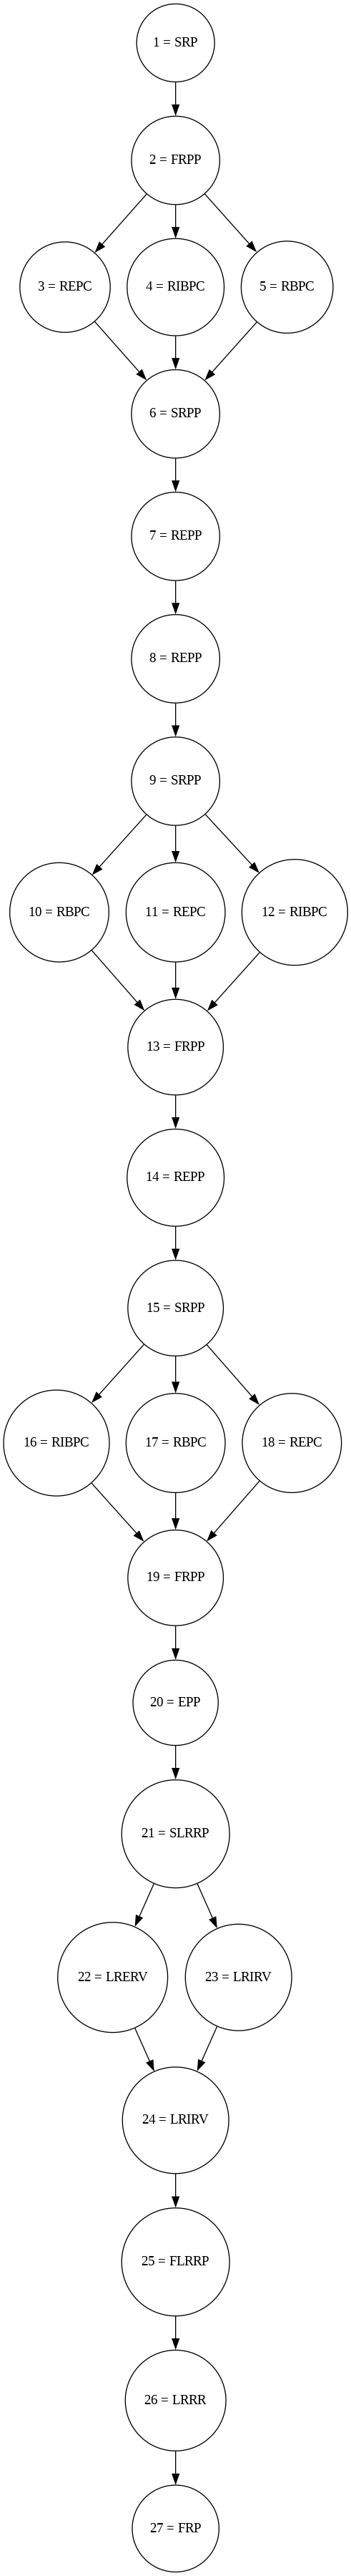 1 = SRP
2 = FRPP
3 = REPC
4 = RIBPC
5 = RBPC
6 = SRPP
7 = REPP
8 = REPP
9 = SRPP
10 = RBPC
11 = REPC
12 = RIBPC
13 = FRPP
14 = REPP
15 = SRPP
16 = RIBPC
17 = RBPC
18 = REPC
19 = FRPP
20 = EPP
21 = SLRRP
22 = LRERV
23 = LRIRV
24 = LRIRV
25 = FLRRP
26 = LRRR
27 = FRP